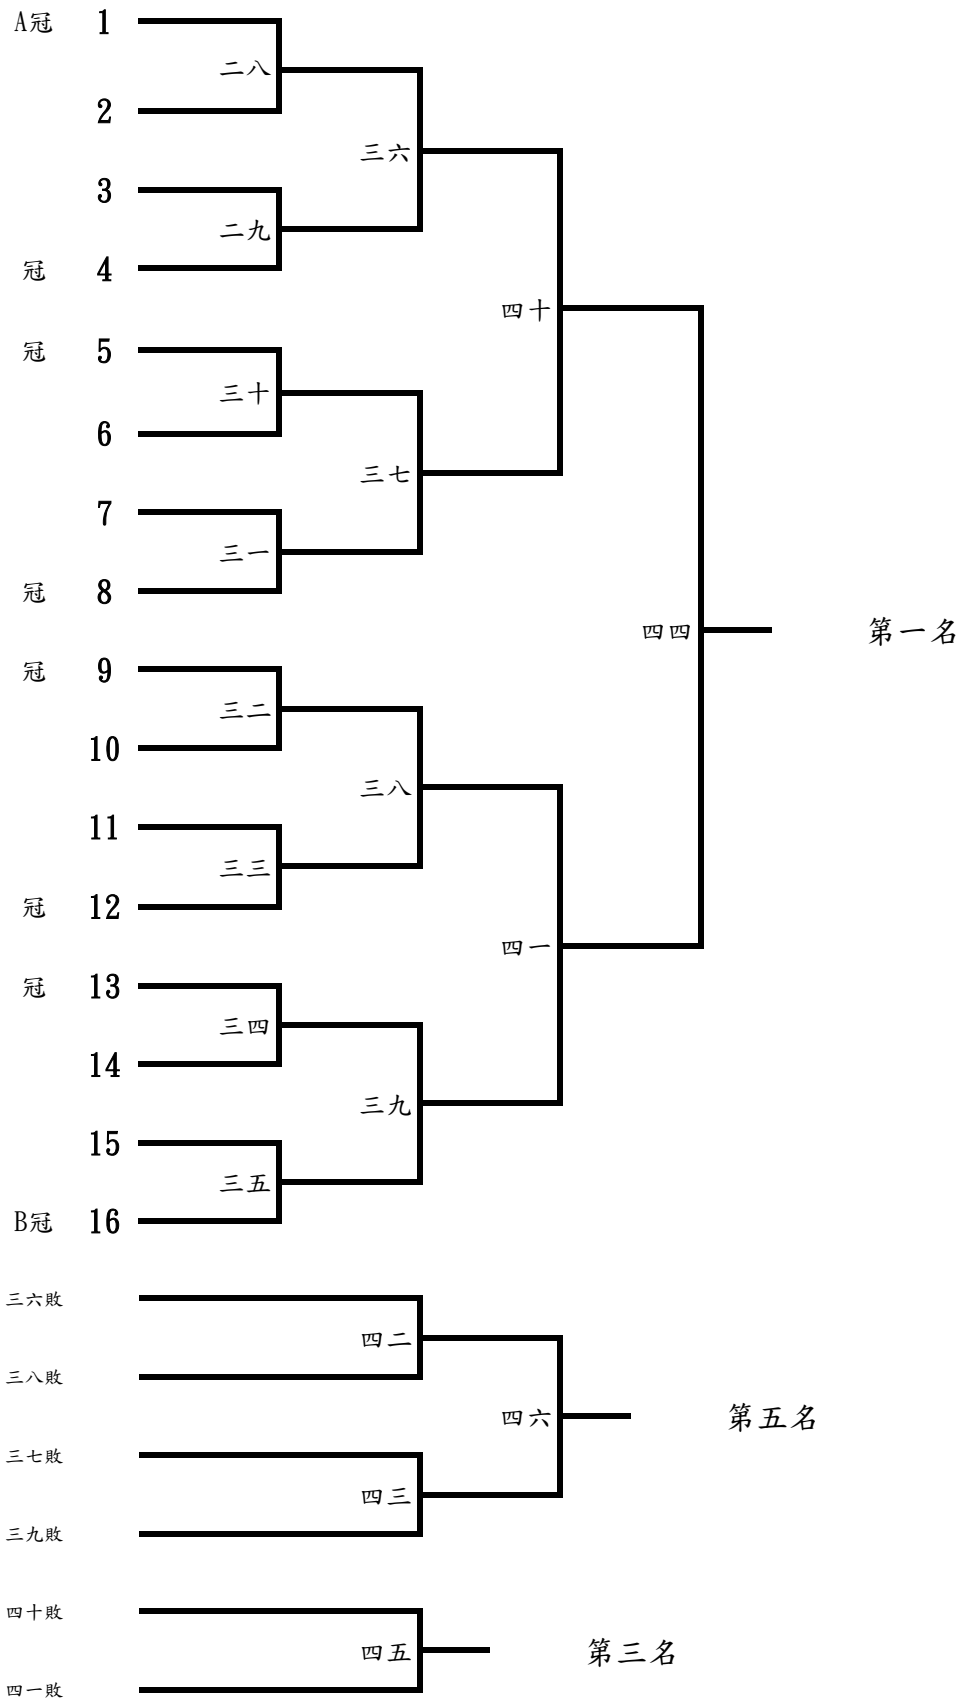 A冠 1
二八
2
三六
3
二九
冠 4
四十
冠 5
三十
6
三七
7
三一
冠 8
四四 第一名
冠 9
三二
10
三八
11
三三
冠 12
四一
冠 13
三四
14
三九
15
三五
B冠 16
三六敗
四二
三八敗
四六 第五名
三七敗
四三
三九敗
四十敗
四五 第三名
四一敗